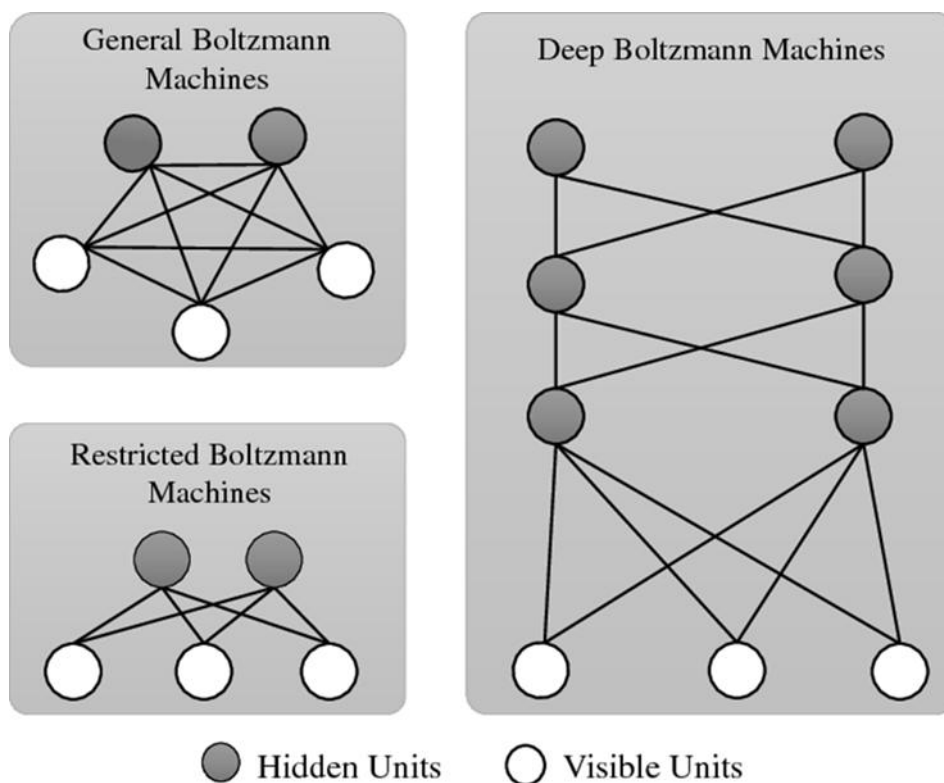 General Boltzmann
Machines
Deep Boltzmann Machines
Restricted Boltzmann
Machines
Hidden Units
Visible Units